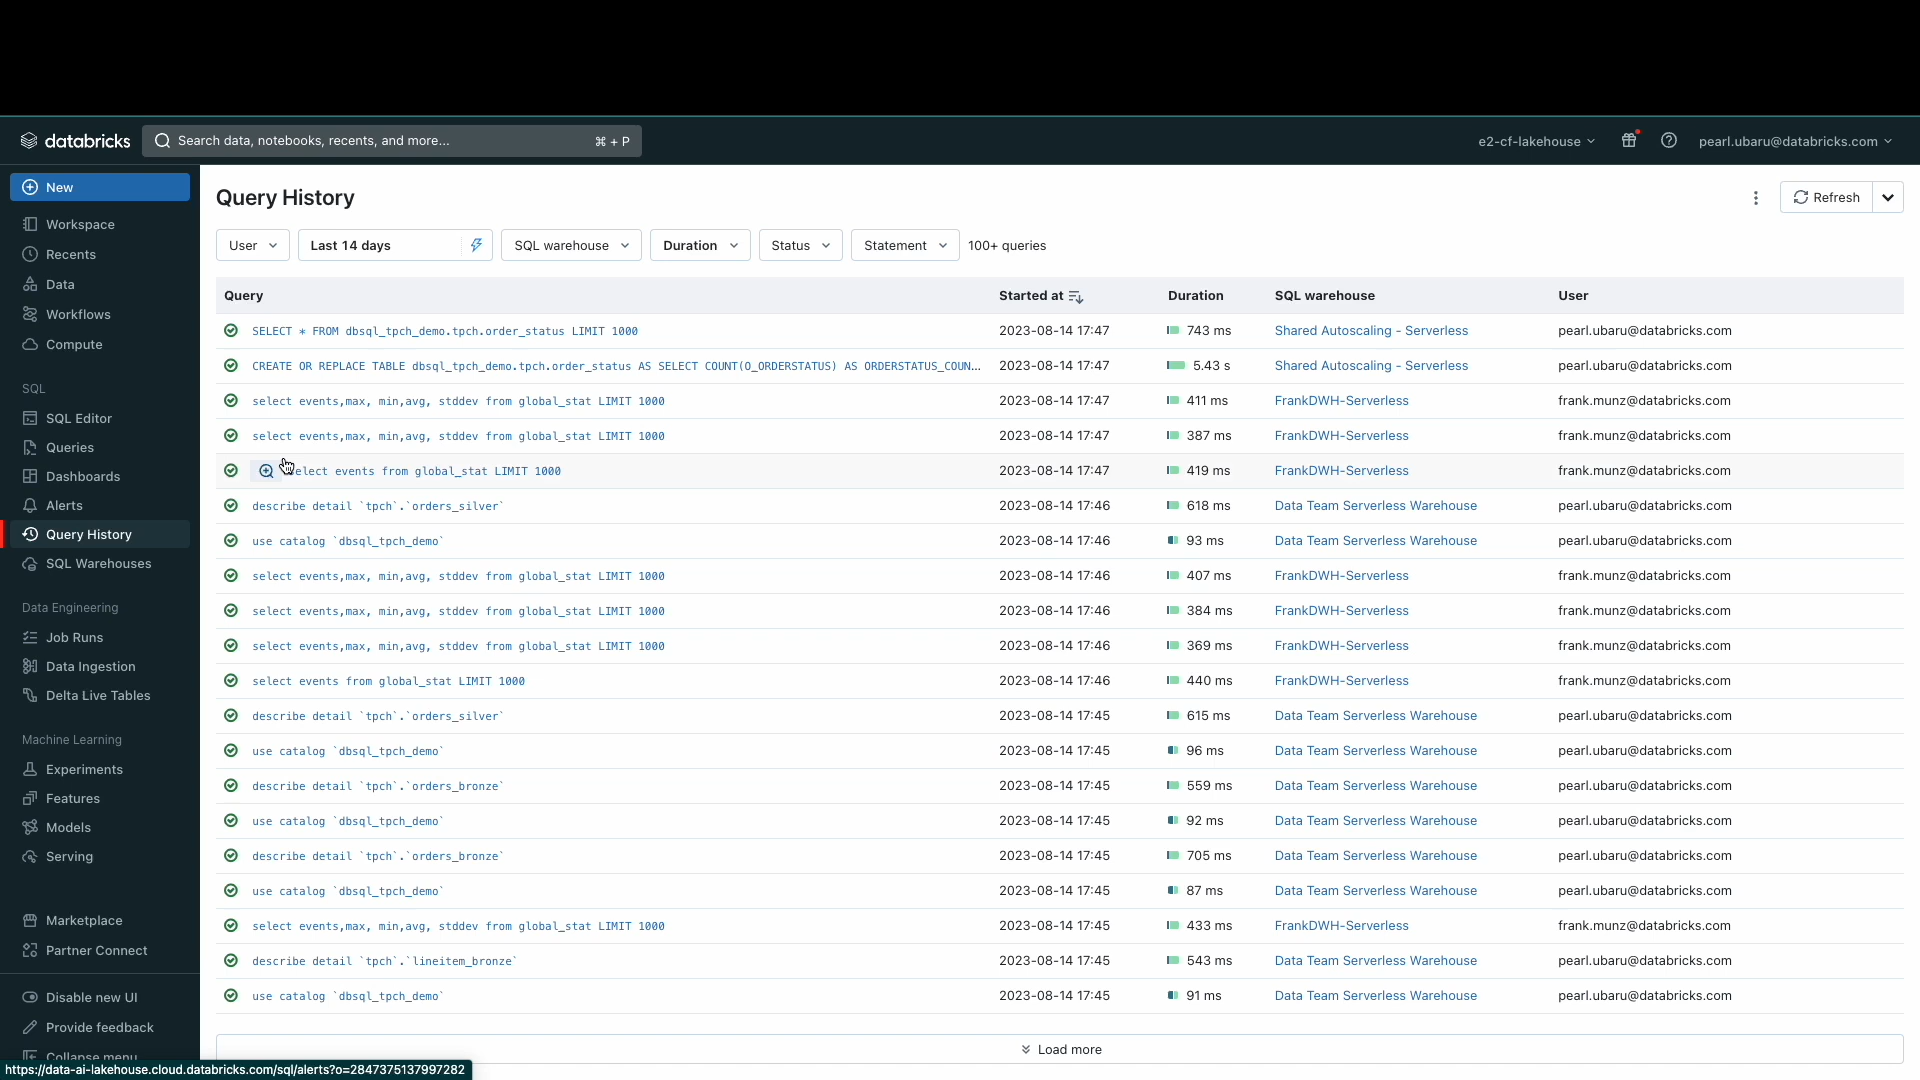 databricks
Search data, notebooks, recents, and more... ⌘ + P
e2-cf-lakehouse
pearl.ubaru@databricks.com
New
Workspace
Recents
Data
Workflows
Compute
SQL
SQL Editor
Queries
Dashboards
Alerts
Query History
SQL Warehouses
Data Engineering
Job Runs
Data Ingestion
Delta Live Tables
Machine Learning
Experiments
Features
Models
Serving
Marketplace
Partner Connect
Disable new UI
Provide feedback
Collapse menu
https://data-ai-lakehouse.cloud.databricks.com/sql/alerts?o=2847375137997282
Query History
Refresh
User Last 14 days SQL warehouse Duration Status Statement 100+ queries
Query Started at Duration SQL warehouse User
SELECT * FROM dbsql_tpch_demo.tpch.order_status LIMIT 1000 2023-08-14 17:47 743 ms Shared Autoscaling - Serverless pearl.ubaru@databricks.com
CREATE OR REPLACE TABLE dbsql_tpch_demo.tpch.order_status AS SELECT COUNT(O_ORDERSTATUS) AS ORDERSTATUS_COUN... 2023-08-14 17:47 5.43 s Shared Autoscaling - Serverless pearl.ubaru@databricks.com
select events,max, min,avg, stddev from global_stat LIMIT 1000 2023-08-14 17:47 411 ms FrankDWH-Serverless frank.munz@databricks.com
select events,max, min,avg, stddev from global_stat LIMIT 1000 2023-08-14 17:47 387 ms FrankDWH-Serverless frank.munz@databricks.com
select events from global_stat LIMIT 1000 2023-08-14 17:47 419 ms FrankDWH-Serverless frank.munz@databricks.com
describe detail `tpch`.`orders_silver` 2023-08-14 17:46 618 ms Data Team Serverless Warehouse pearl.ubaru@databricks.com
use catalog `dbsql_tpch_demo` 2023-08-14 17:46 93 ms Data Team Serverless Warehouse pearl.ubaru@databricks.com
select events,max, min,avg, stddev from global_stat LIMIT 1000 2023-08-14 17:46 407 ms FrankDWH-Serverless frank.munz@databricks.com
select events,max, min,avg, stddev from global_stat LIMIT 1000 2023-08-14 17:46 384 ms FrankDWH-Serverless frank.munz@databricks.com
select events,max, min,avg, stddev from global_stat LIMIT 1000 2023-08-14 17:46 369 ms FrankDWH-Serverless frank.munz@databricks.com
select events from global_stat LIMIT 1000 2023-08-14 17:46 440 ms FrankDWH-Serverless frank.munz@databricks.com
describe detail `tpch`.`orders_silver` 2023-08-14 17:45 615 ms Data Team Serverless Warehouse pearl.ubaru@databricks.com
use catalog `dbsql_tpch_demo` 2023-08-14 17:45 96 ms Data Team Serverless Warehouse pearl.ubaru@databricks.com
describe detail `tpch`.`orders_bronze` 2023-08-14 17:45 559 ms Data Team Serverless Warehouse pearl.ubaru@databricks.com
use catalog `dbsql_tpch_demo` 2023-08-14 17:45 92 ms Data Team Serverless Warehouse pearl.ubaru@databricks.com
describe detail `tpch`.`orders_bronze` 2023-08-14 17:45 705 ms Data Team Serverless Warehouse pearl.ubaru@databricks.com
use catalog `dbsql_tpch_demo` 2023-08-14 17:45 87 ms Data Team Serverless Warehouse pearl.ubaru@databricks.com
select events,max, min,avg, stddev from global_stat LIMIT 1000 2023-08-14 17:45 433 ms FrankDWH-Serverless frank.munz@databricks.com
describe detail `tpch`.`lineitem_bronze` 2023-08-14 17:45 543 ms Data Team Serverless Warehouse pearl.ubaru@databricks.com
use catalog `dbsql_tpch_demo` 2023-08-14 17:45 91 ms Data Team Serverless Warehouse pearl.ubaru@databricks.com
Load more